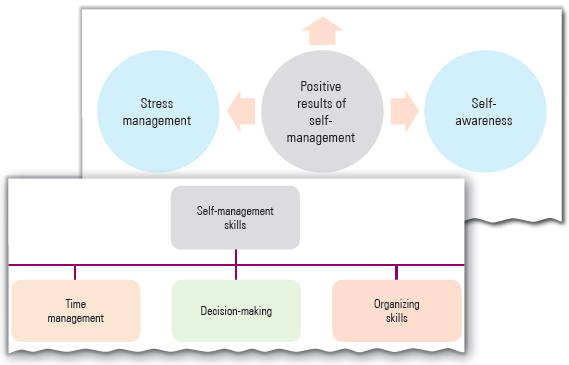 Stress
management
Positive
results of
self-
management
Self-
awareness
Self-management
skills
Time
management
Decision-making
Organizing
skills